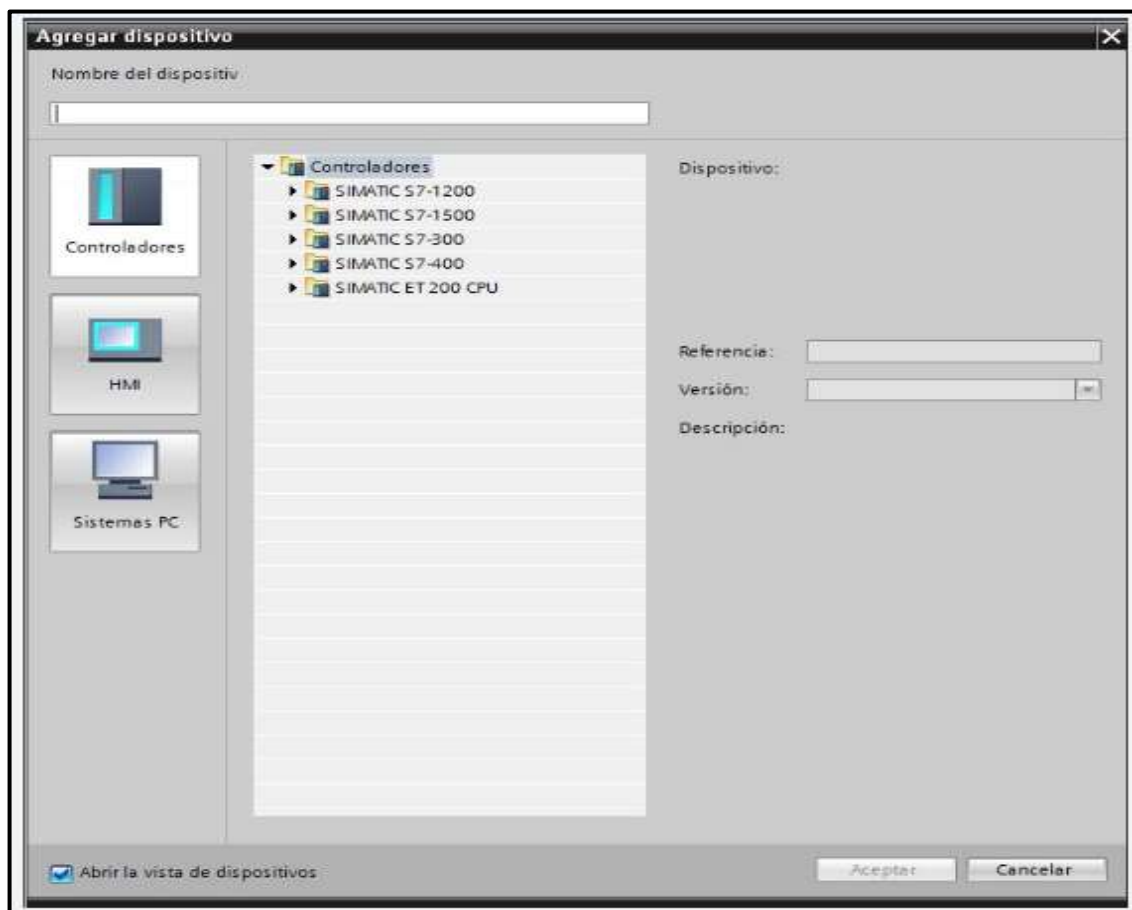 Agregar dispositivo
Nombre del dispositiv
Controladores
HMI
Sistemas PC
Controladores
SIMATIC S7-1200
SIMATIC S7-1500
SIMATIC S7-300
SIMATIC S7-400
SIMATIC ET 200 CPU
Dispositivo:
Referencia:
Versión:
Descripción:
Abrir la vista de dispositivos
Aceptar
Cancelar